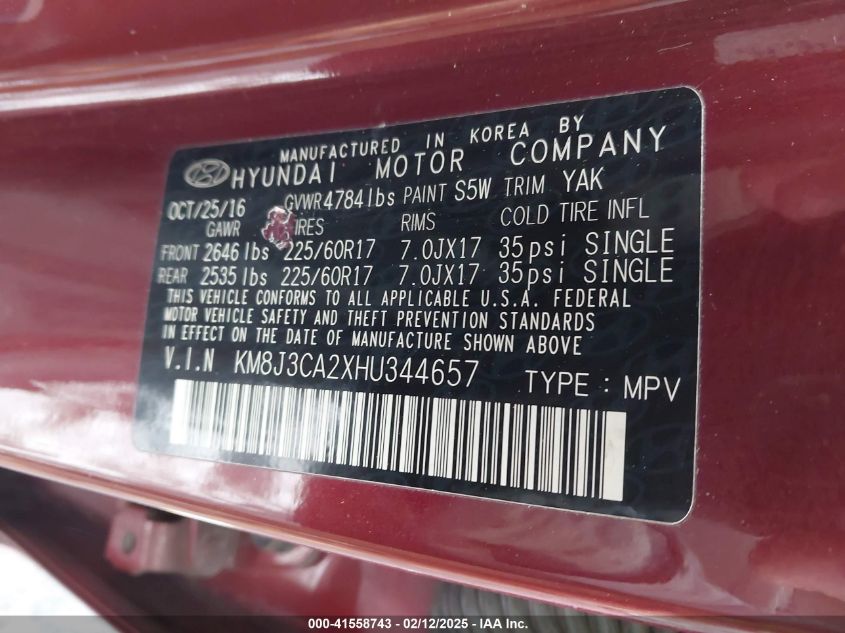 MANUFACTURED IN KOREA BY
HYUNDAI MOTOR COMPANY
OCT/25/16 GVWR 4784lbs PAINT S5W TRIM YAK
GAWR IRES RIMS COLD TIRE INFL
FRONT 2646 lbs 225/60R17 7.0JX17 35psi SINGLE
REAR 2535 lbs 225/60R17 7.0JX17 35psi SINGLE
THIS VEHICLE CONFORMS TO ALL APPLICABLE U.S.A. FEDERAL
MOTOR VEHICLE SAFETY AND THEFT PREVENTION STANDARDS
IN EFFECT ON THE DATE OF MANUFACTURE SHOWN ABOVE
V.I.N KM8J3CA2XHU344657 TYPE : MPV
000-41558743 - 02/12/2025 - IAA Inc.